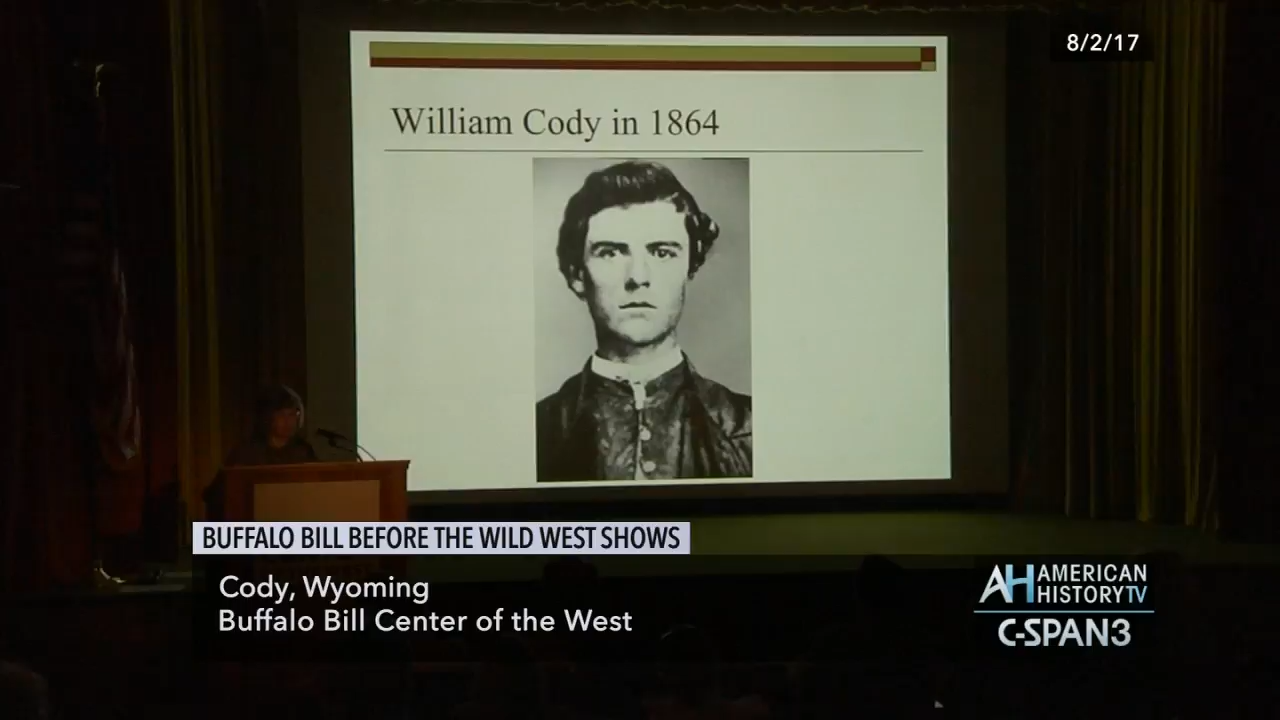 8/2/17
William Cody in 1864
BUFFALO BILL BEFORE THE WILD WEST SHOWS
Cody, Wyoming
Buffalo Bill Center of the West
AH AMERICAN
HISTORY TV
C-SPAN3